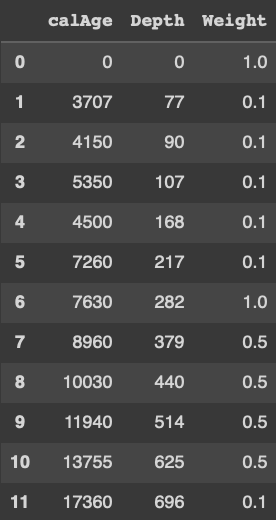 calAge Depth Weight
0 0 0 1.0
1 3707 77 0.1
2 4150 90 0.1
3 5350 107 0.1
4 4500 168 0.1
5 7260 217 0.1
6 7630 282 1.0
7 8960 379 0.5
8 10030 440 0.5
9 11940 514 0.5
10 13755 625 0.5
11 17360 696 0.1